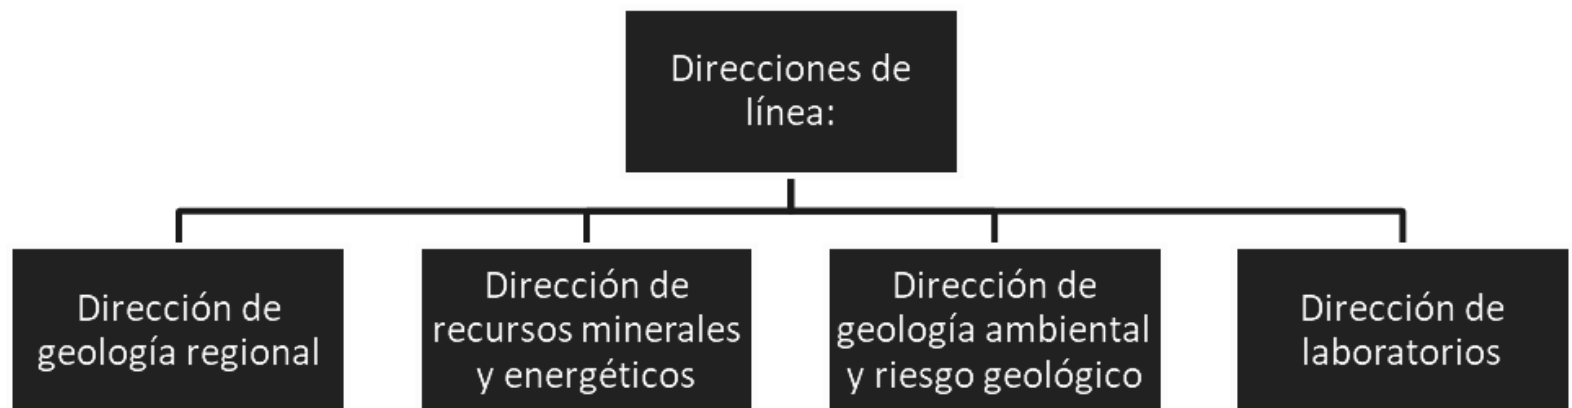 Direcciones de
línea:
Dirección de
geología regional
Dirección de
recursos minerales
y energéticos
Dirección de
geología ambiental
y riesgo geológico
Dirección de
laboratorios